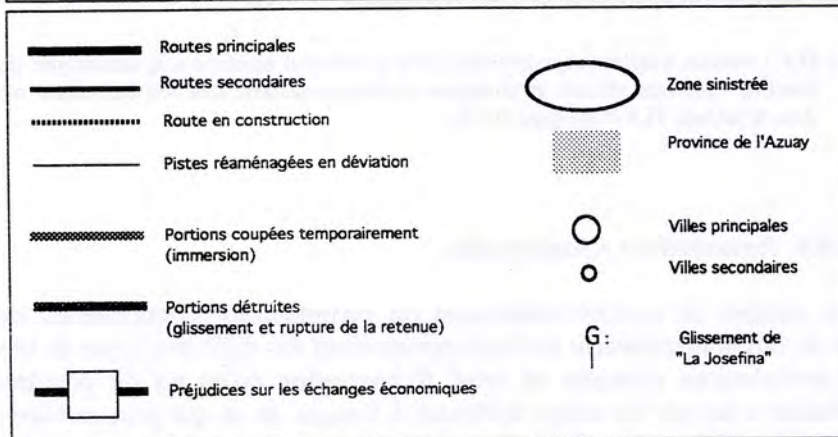 Routes principales
Routes secondaires
Route en construction
Pistes réaménagées en déviation
Portions coupées temporairement
(immersion)
Portions détruites
(glissement et rupture de la retenue)
Préjudices sur les échanges économiques
Zone sinistrée
Province de l'Azuay
Villes principales
Villes secondaires
G:
Glissement de
"La Josefina"